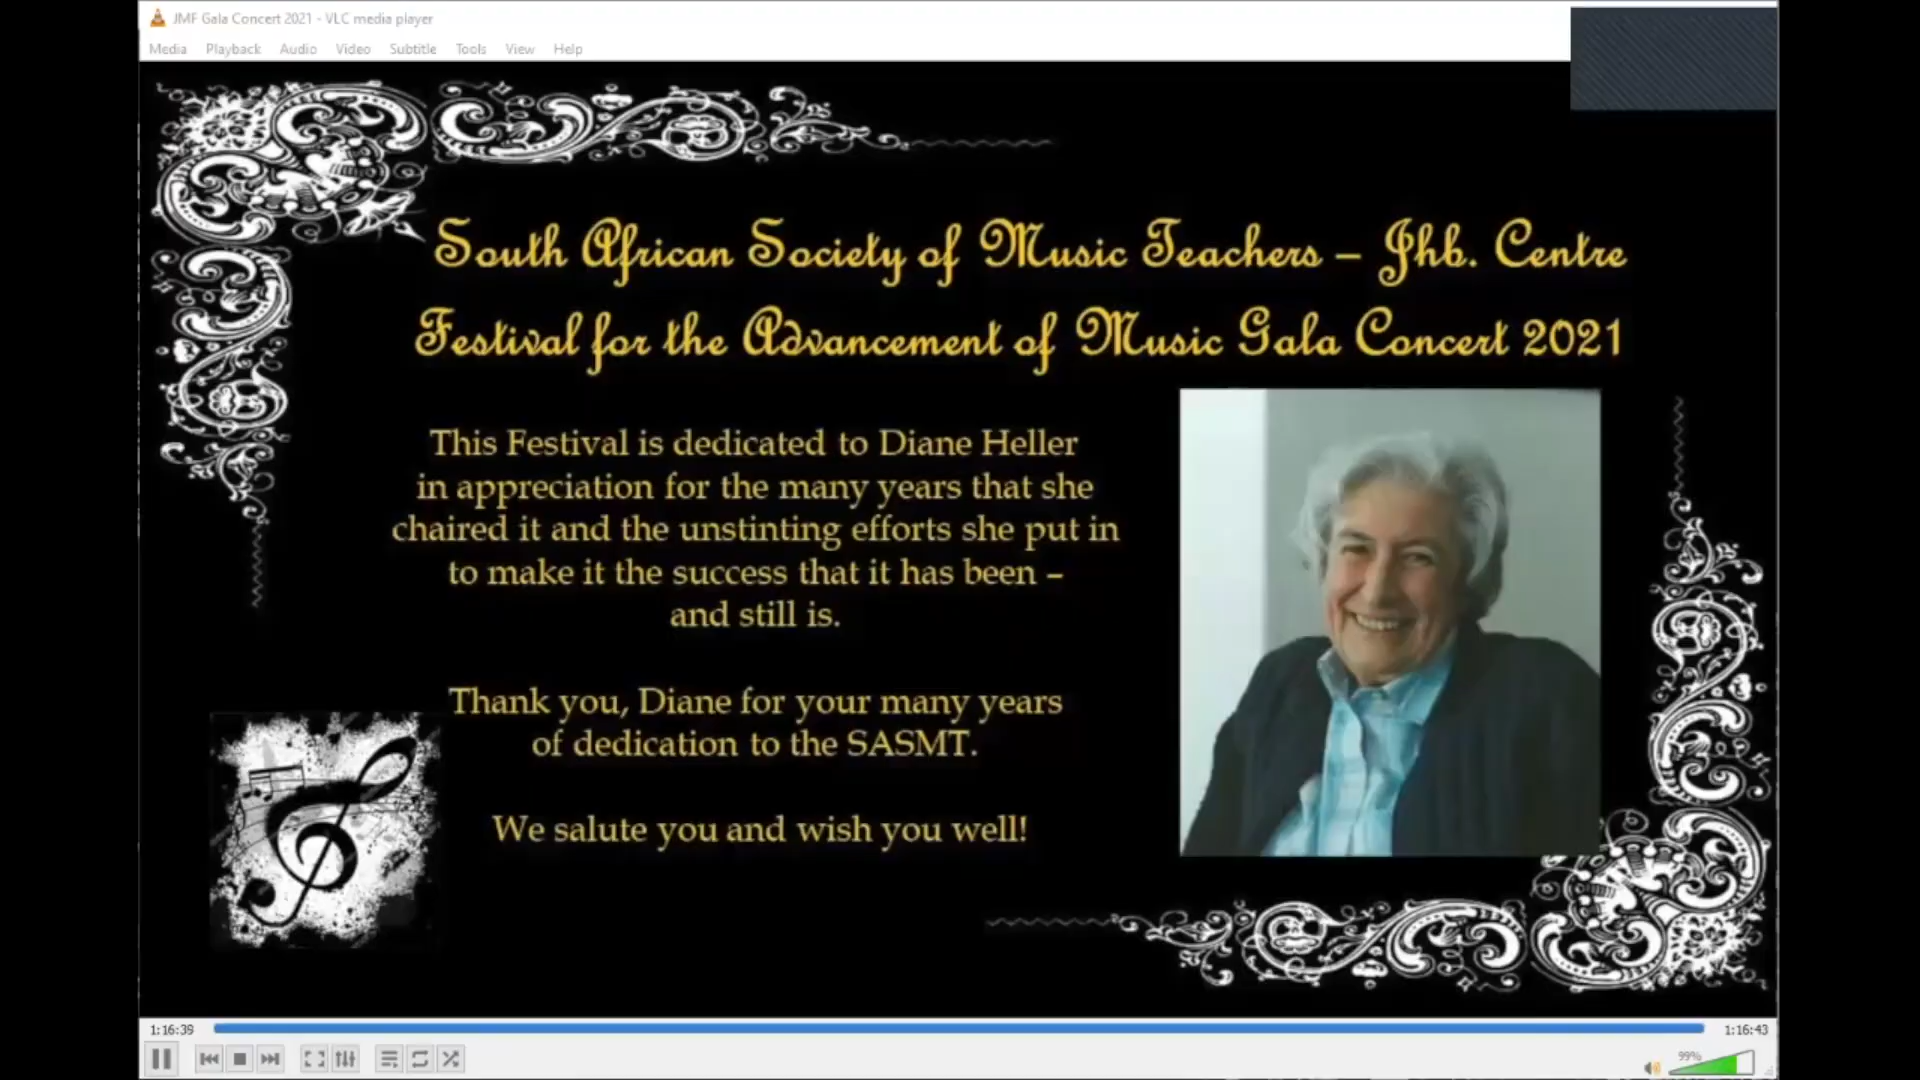 JMF Gala Concert 2021 - VLC media player
Media Playback Audio Video Subtitle Tools View Help
South African Society of Music Teachers – Jhb. Centre
Festival for the Advancement of Music Gala Concert 2021
This Festival is dedicated to Diane Heller
in appreciation for the many years that she
chaired it and the unstinting efforts she put in
to make it the success that it has been –
and still is.
Thank you, Diane for your many years
of dedication to the SASMT.
We salute you and wish you well!
1:16:39 1:16:43
99%